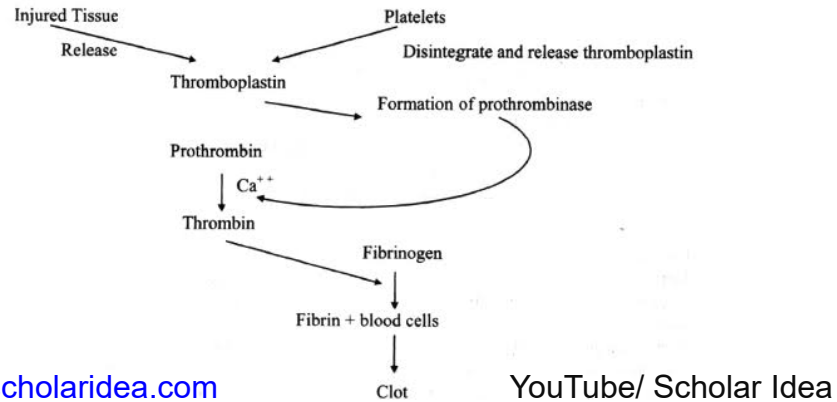 Injured Tissue
Platelets
Release
Disintegrate and release thromboplastin
Thromboplastin
Formation of prothrombinase
Prothrombin
Ca++
Thrombin
Fibrinogen
Fibrin + blood cells
Clot
cholaridea.com
YouTube/ Scholar Idea